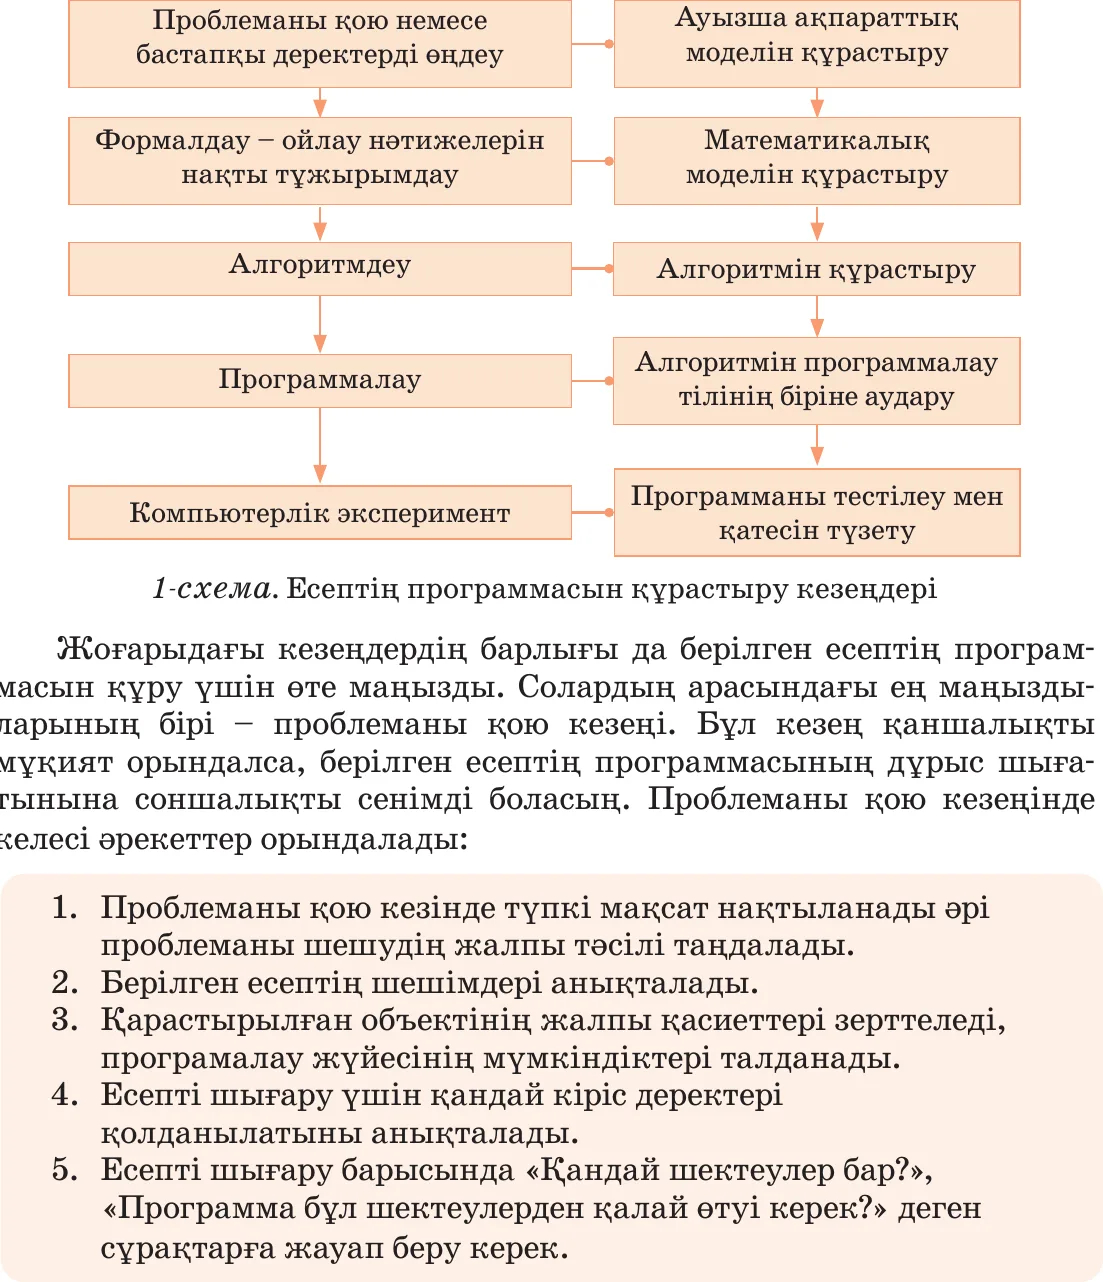 Проблеманы қою немесе
бастапқы деректерді өңдеу
Ауызша ақпараттық
моделін құрастыру
Формалдау – ойлау нәтижелерін
нақты тұжырымдау
Математикалық
моделін құрастыру
Алгоритмдеу
Алгоритмін құрастыру
Программалау
Алгоритмін программалау
тілінің біріне аудару
Компьютерлік эксперимент
Программаны тестілеу мен
қатесін түзету
1-схема. Есептің программасын құрастыру кезеңдері
Жоғарыдағы кезеңдердің барлығы да берілген есептің програм-
масын құру үшін өте маңызды. Солардың арасындағы ең маңызды-
ларының бірі – проблеманы қою кезеңі. Бұл кезең қаншалықты
мұқият орындалса, берілген есептің программасының дұрыс шыға-
тынына соншалықты сенімді боласың. Проблеманы қою кезеңінде
келесі әрекеттер орындалады:
1. Проблеманы қою кезінде түпкі мақсат нақтыланады әрі
проблеманы шешудің жалпы тәсілі таңдалады.
2. Берілген есептің шешімдері анықталады.
3. Қарастырылған объектінің жалпы қасиеттері зерттеледі,
програмалау жүйесінің мүмкіндіктері талданады.
4. Есепті шығару үшін қандай кіріс деректері
қолданылатыны анықталады.
5. Есепті шығару барысында «Қандай шектеулер бар?»,
«Программа бұл шектеулерден қалай өтуі керек?» деген
сұрақтарға жауап беру керек.